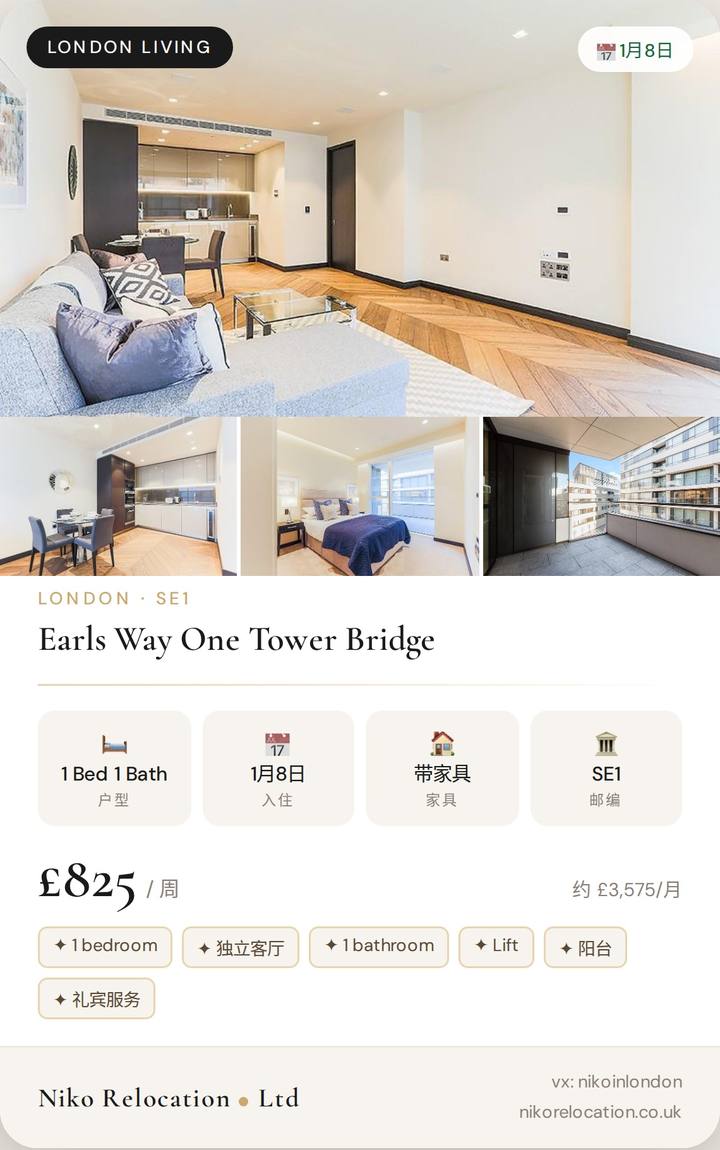 LONDON LIVING
📅1月8日
LONDON · SE1
Earls Way One Tower Bridge
🛏️ 📅 🏠 🏛️
1 Bed 1 Bath 1月8日 带家具 SE1
户型 入住 家具 邮编
£825 / 周 约 £3,575/月
✦ 1 bedroom ✦ 独立客厅 ✦ 1 bathroom ✦ Lift ✦ 阳台
✦ 礼宾服务
Niko Relocation ● Ltd
vx: nikoinlondon
nikorelocation.co.uk